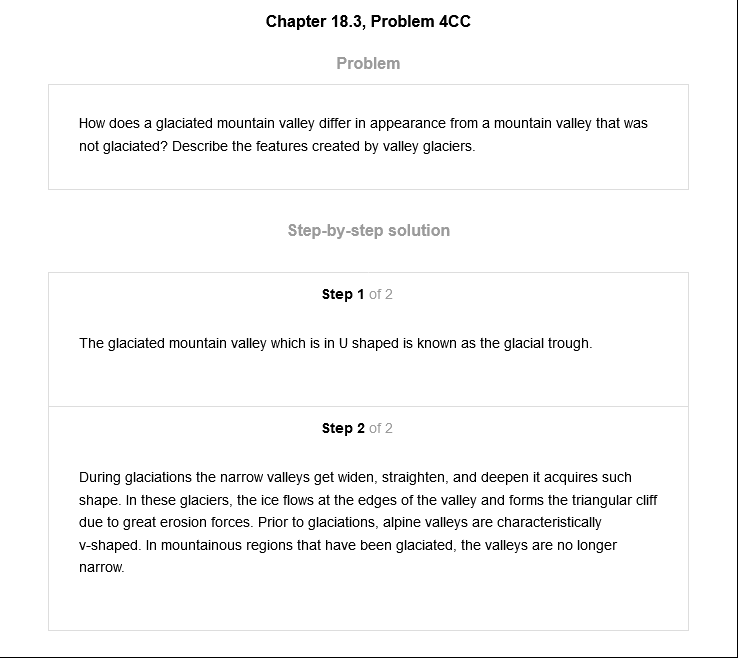 Chapter 18.3, Problem 4CC
Problem
How does a glaciated mountain valley differ in appearance from a mountain valley that was
not glaciated? Describe the features created by valley glaciers.
Step-by-step solution
Step 1 of 2
The glaciated mountain valley which is in U shaped is known as the glacial trough.
Step 2 of 2
During glaciations the narrow valleys get widen, straighten, and deepen it acquires such
shape. In these glaciers, the ice flows at the edges of the valley and forms the triangular cliff
due to great erosion forces. Prior to glaciations, alpine valleys are characteristically
v-shaped. In mountainous regions that have been glaciated, the valleys are no longer
narrow.